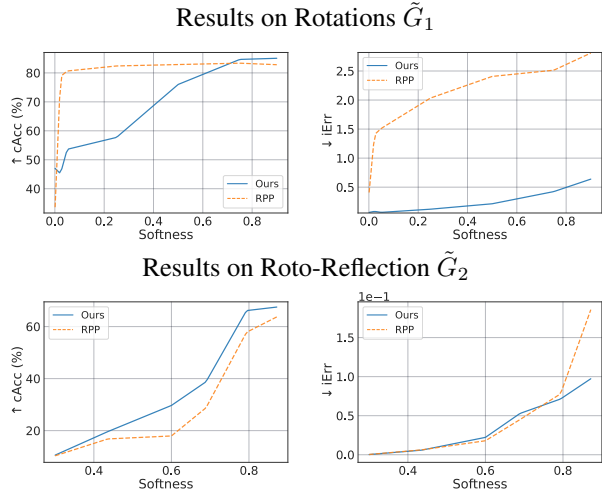 Results on Rotations G̃₁
↑ cAcc (%)
80
70
60
50
40
0.0 0.2 0.4 0.6 0.8
Softness
Ours
RPP
↓ iErr
2.5
2.0
1.5
1.0
0.5
0.0 0.2 0.4 0.6 0.8
Softness
Ours
RPP
Results on Roto-Reflection G̃₂
↑ cAcc (%)
60
40
20
0.4 0.6 0.8
Softness
Ours
RPP
1e−1
↓ iErr
1.5
1.0
0.5
0.0
0.4 0.6 0.8
Softness
Ours
RPP